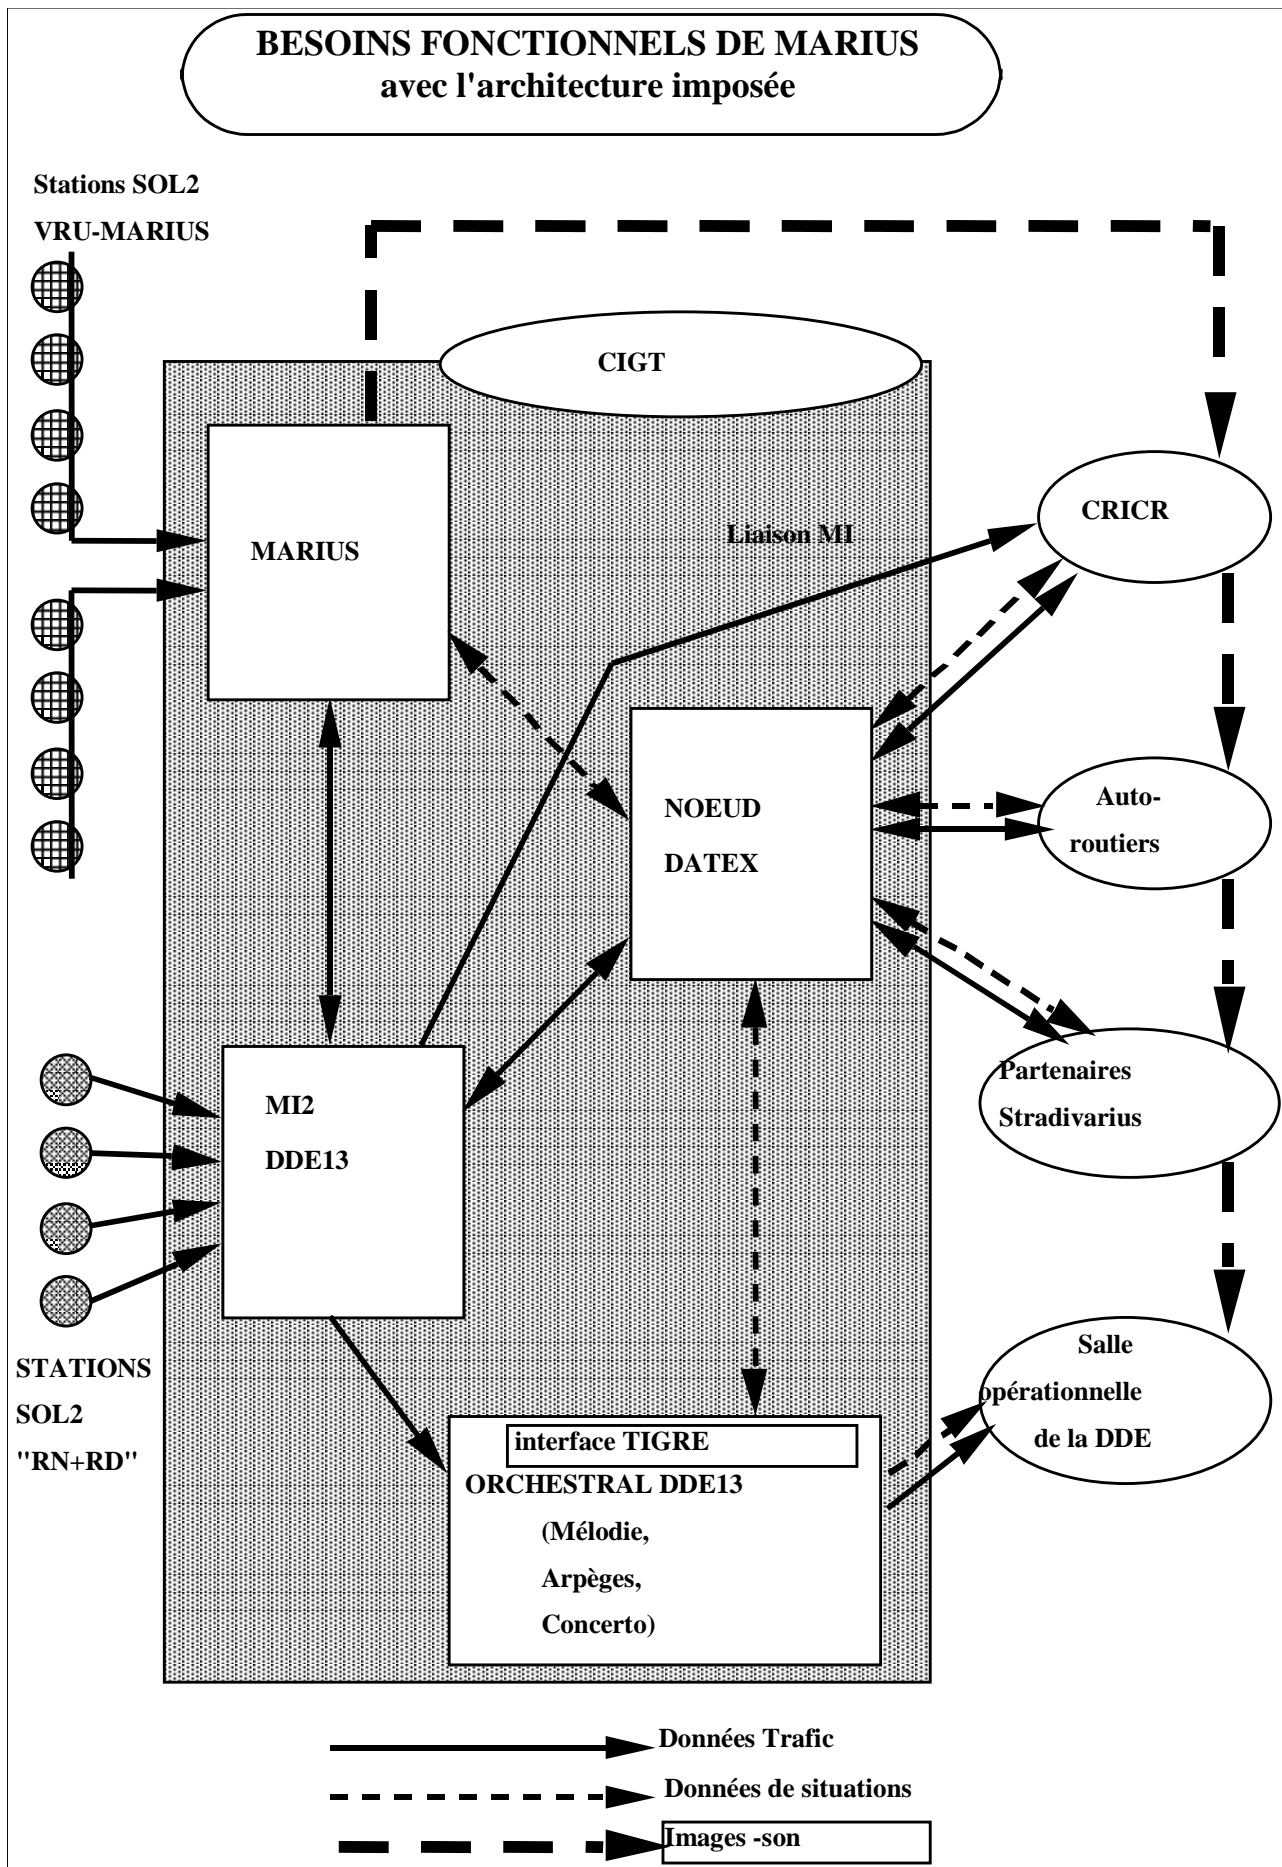 BESOINS FONCTIONNELS DE MARIUS
avec l'architecture imposée
Stations SOL2
VRU-MARIUS
CIGT
MARIUS
Liaison MI
CRICR
NOEUD
DATEX
Auto-
routiers
MI2
DDE13
Partenaires
Stradivarius
STATIONS
SOL2
"RN+RD"
interface TIGRE
ORCHESTRAL DDE13
(Mélodie,
Arpèges,
Concerto)
Salle
opérationnelle
de la DDE
Données Trafic
Données de situations
Images -son